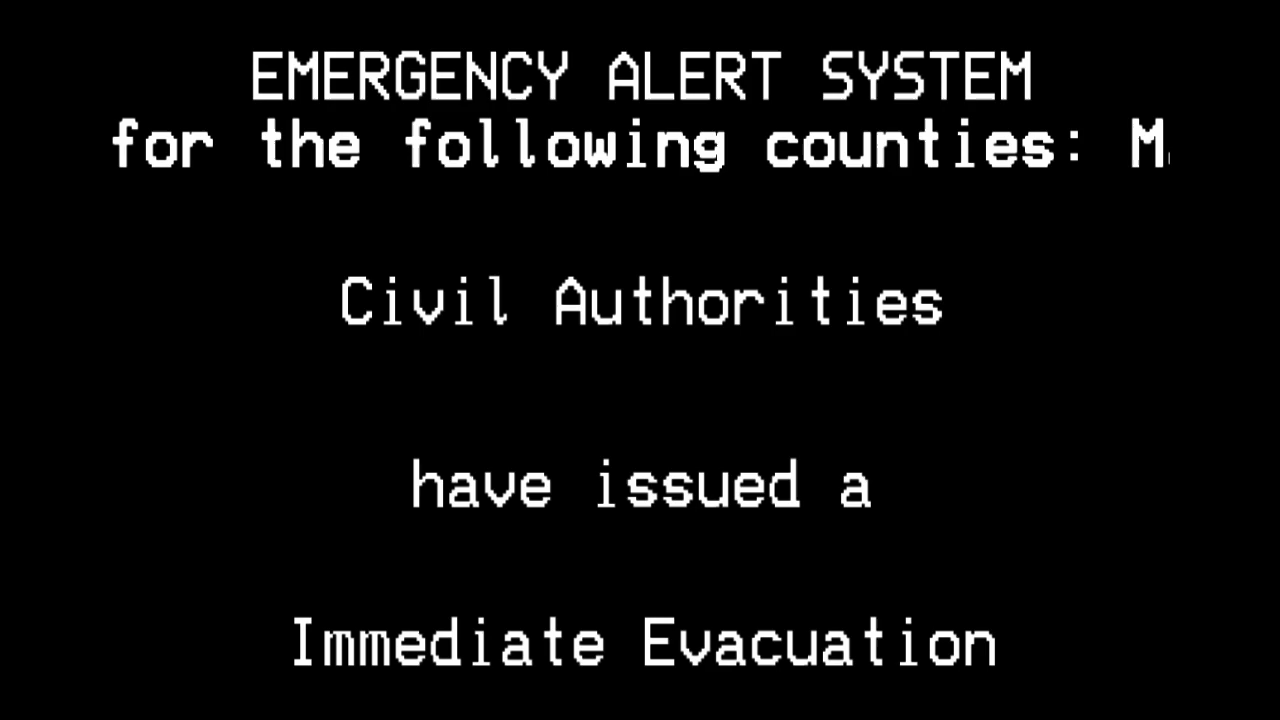 EMERGENCY ALERT SYSTEM
for the following counties: M
Civil Authorities
have issued a
Immediate Evacuation